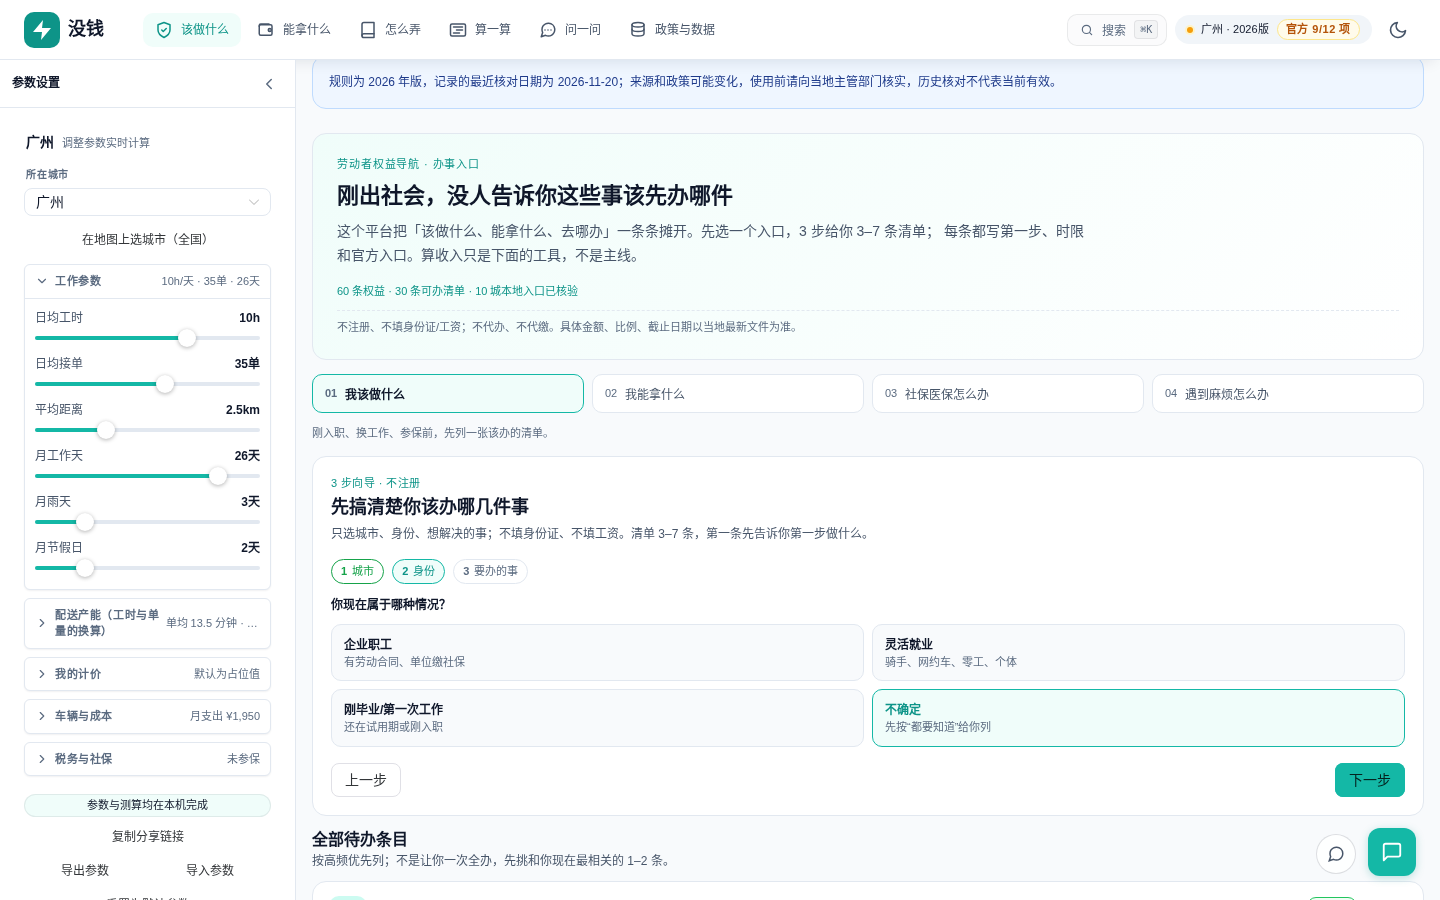 没钱
该做什么
能拿什么
怎么弄
算一算
问一问
政策与数据
搜索
⌘K
广州 · 2026版
官方 9/12 项
参数设置
广州 调整参数实时计算
所在城市
广州
在地图上选城市（全国）
工作参数 10h/天 · 35单 · 26天
日均工时 10h
日均接单 35单
平均距离 2.5km
月工作天 26天
月雨天 3天
月节假日 2天
配送产能（工时与单量的换算） 单均 13.5 分钟 · ...
我的计价 默认为占位值
车辆与成本 月支出 ¥1,950
税务与社保 未参保
参数与测算均在本机完成
复制分享链接
导出参数 导入参数
规则为 2026 年版，记录的最近核对日期为 2026-11-20；来源和政策可能变化，使用前请向当地主管部门核实，历史核对不代表当前有效。
劳动者权益导航 · 办事入口
刚出社会，没人告诉你这些事该先办哪件
这个平台把「该做什么、能拿什么、去哪办」一条条摊开。先选一个入口，3 步给你 3–7 条清单； 每条都写第一步、时限
和官方入口。算收入只是下面的工具，不是主线。
60 条权益 · 30 条可办清单 · 10 城本地入口已核验
不注册、不填身份证/工资；不代办、不代缴。具体金额、比例、截止日期以当地最新文件为准。
01 我该做什么
02 我能拿什么
03 社保医保怎么办
04 遇到麻烦怎么办
刚入职、换工作、参保前，先列一张该办的清单。
3 步向导 · 不注册
先搞清楚你该办哪几件事
只选城市、身份、想解决的事；不填身份证、不填工资。清单 3–7 条，第一条先告诉你第一步做什么。
1 城市
2 身份
3 要办的事
你现在属于哪种情况？
企业职工
有劳动合同、单位缴社保
灵活就业
骑手、网约车、零工、个体
刚毕业/第一次工作
还在试用期或刚入职
不确定
先按“都要知道”给你列
上一步
下一步
全部待办条目
按高频优先列；不是让你一次全办，先挑和你现在最相关的 1–2 条。